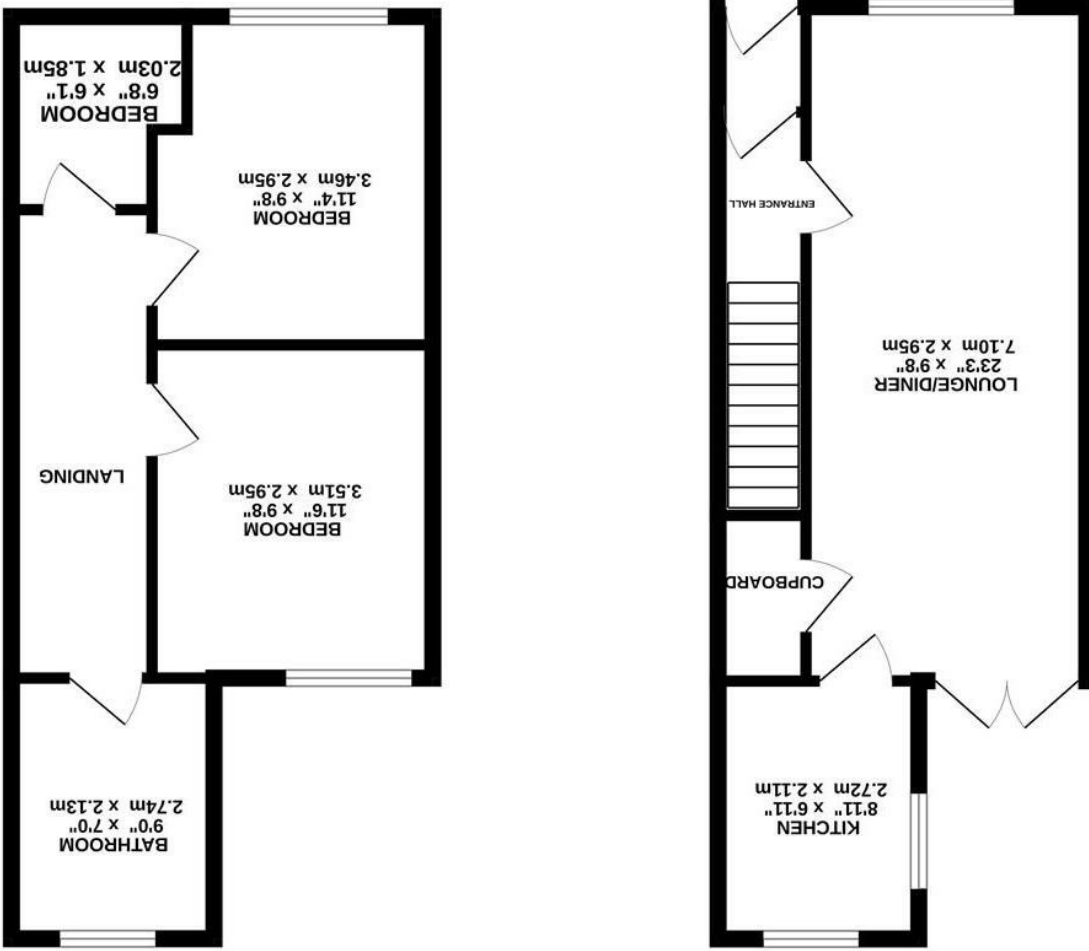 KITCHEN
8'11" x 6'11"
2.72m x 2.11m
CUPBOARD
LOUNGE/DINER
23'3" x 9'8"
7.10m x 2.95m
ENTRANCE HALL
BATHROOM
9'0" x 7'0"
2.74m x 2.13m
BEDROOM
11'6" x 9'8"
3.51m x 2.95m
LANDING
BEDROOM
11'4" x 9'8"
3.46m x 2.95m
BEDROOM
6'8" x 6'1"
2.03m x 1.85m